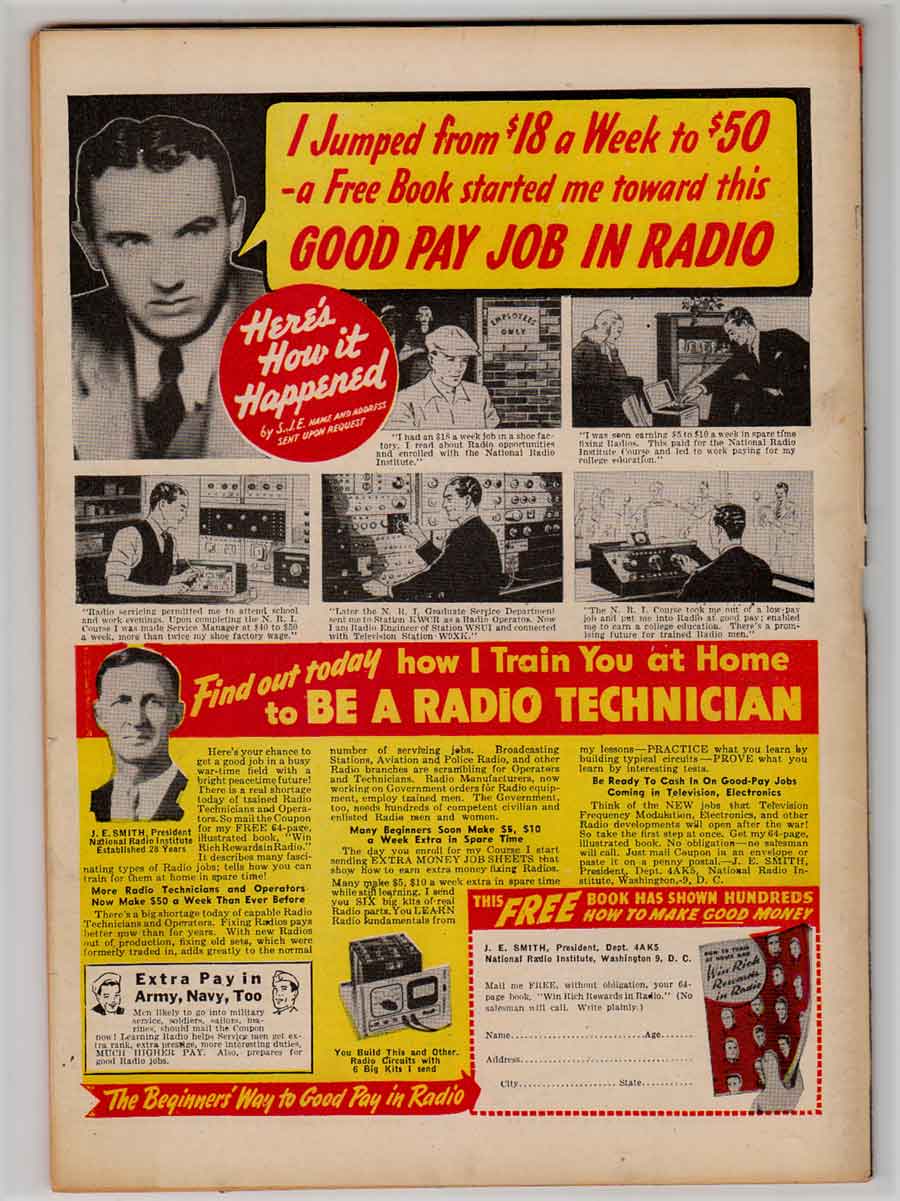 I Jumped from $18 a Week to $50
-a Free Book started me toward this
GOOD PAY JOB IN RADIO
Here's
How it
Happened
by S.J.E. NAME AND ADDRESS
SENT UPON REQUEST
EMPLOYEES
ONLY
"I had an $18 a week job in a shoe fac-
tory. I read about Radio opportunities
and enrolled with the National Radio
Institute."
"I was soon earning $5 to $10 a week in spare time
fixing Radios. This paid for the National Radio
Institute Course and led to work paying for my
college education."
"Radio servicing permitted me to attend school
and work evenings. Upon completing the N. R. I.
Course I was made Service Manager at $40 to $50
a week, more than twice my shoe factory wage."
"Later the N. R. I. Graduate Service Department
sent me to Station KWCR as a Radio Operator. Now
I am Radio Engineer of Station WSUI and connected
with Television Station W9XK."
"The N. R. I. Course took me out of a low-pay
job and put me into Radio at good pay; enabled
me to earn a college education. There's a prom-
ising future for trained Radio men."
Find out today how I Train You at Home
to BE A RADIO TECHNICIAN
J. E. SMITH, President
National Radio Institute
Established 28 Years
Here's your chance to
get a good job in a busy
war-time field with a
bright peacetime future!
There is a real shortage
today of trained Radio
Technicians and Opera-
tors. So mail the Coupon
for my FREE 64-page,
illustrated book, "Win
Rich Rewards in Radio."
It describes many fasci-
nating types of Radio jobs; tells how you can
train for them at home in spare time!
More Radio Technicians and Operators
Now Make $50 a Week Than Ever Before
There's a big shortage today of capable Radio
Technicians and Operators. Fixing Radios pays
better now than for years. With new Radios
out of production, fixing old sets, which were
formerly traded in, adds greatly to the normal
Extra Pay in
Army, Navy, Too
Men likely to go into military
service, soldiers, sailors, ma-
rines, should mail the Coupon
now! Learning Radio helps Service men get ex-
tra rank, extra prestige, more interesting duties,
MUCH HIGHER PAY. Also, prepares for
good Radio jobs.
number of servicing jobs. Broadcasting
Stations, Aviation and Police Radio, and other
Radio branches are scrambling for Operators
and Technicians. Radio Manufacturers, now
working on Government orders for Radio equip-
ment, employ trained men. The Government,
too, needs hundreds of competent civilian and
enlisted Radio men and women.
Many Beginners Soon Make $5, $10
a Week Extra in Spare Time
The day you enroll for my Course I start
sending EXTRA MONEY JOB SHEETS that
show how to earn extra money fixing Radios.
Many make $5, $10 a week extra in spare time
while still learning. I send
you SIX big kits of real
Radio parts. You LEARN
Radio fundamentals from
You Build This and Other
Radio Circuits with
6 Big Kits I send
my lessons—PRACTICE what you learn by
building typical circuits—PROVE what you
learn by interesting tests.
Be Ready To Cash In On Good-Pay Jobs
Coming in Television, Electronics
Think of the NEW jobs that Television
Frequency Modulation, Electronics, and other
Radio developments will open after the war!
So take the first step at once. Get my 64-page,
illustrated book. No obligation—no salesman
will call. Just mail Coupon in an envelope or
paste it on a penny postal.—J. E. SMITH,
President, Dept. 4AK5, National Radio In-
stitute, Washington,-9, D. C.
THIS FREE BOOK HAS SHOWN HUNDREDS
HOW TO MAKE GOOD MONEY
J. E. SMITH, President, Dept. 4AK5
National Radio Institute, Washington 9, D. C.
Mail me FREE, without obligation, your 64-
page book, "Win Rich Rewards in Radio." (No
salesman will call. Write plainly.)
Name..............................Age........
Address......................................
City........................State............
HOW TO TRAIN
AT HOME AND
Win Rich
Rewards
in Radio
The Beginners' Way to Good Pay in Radio